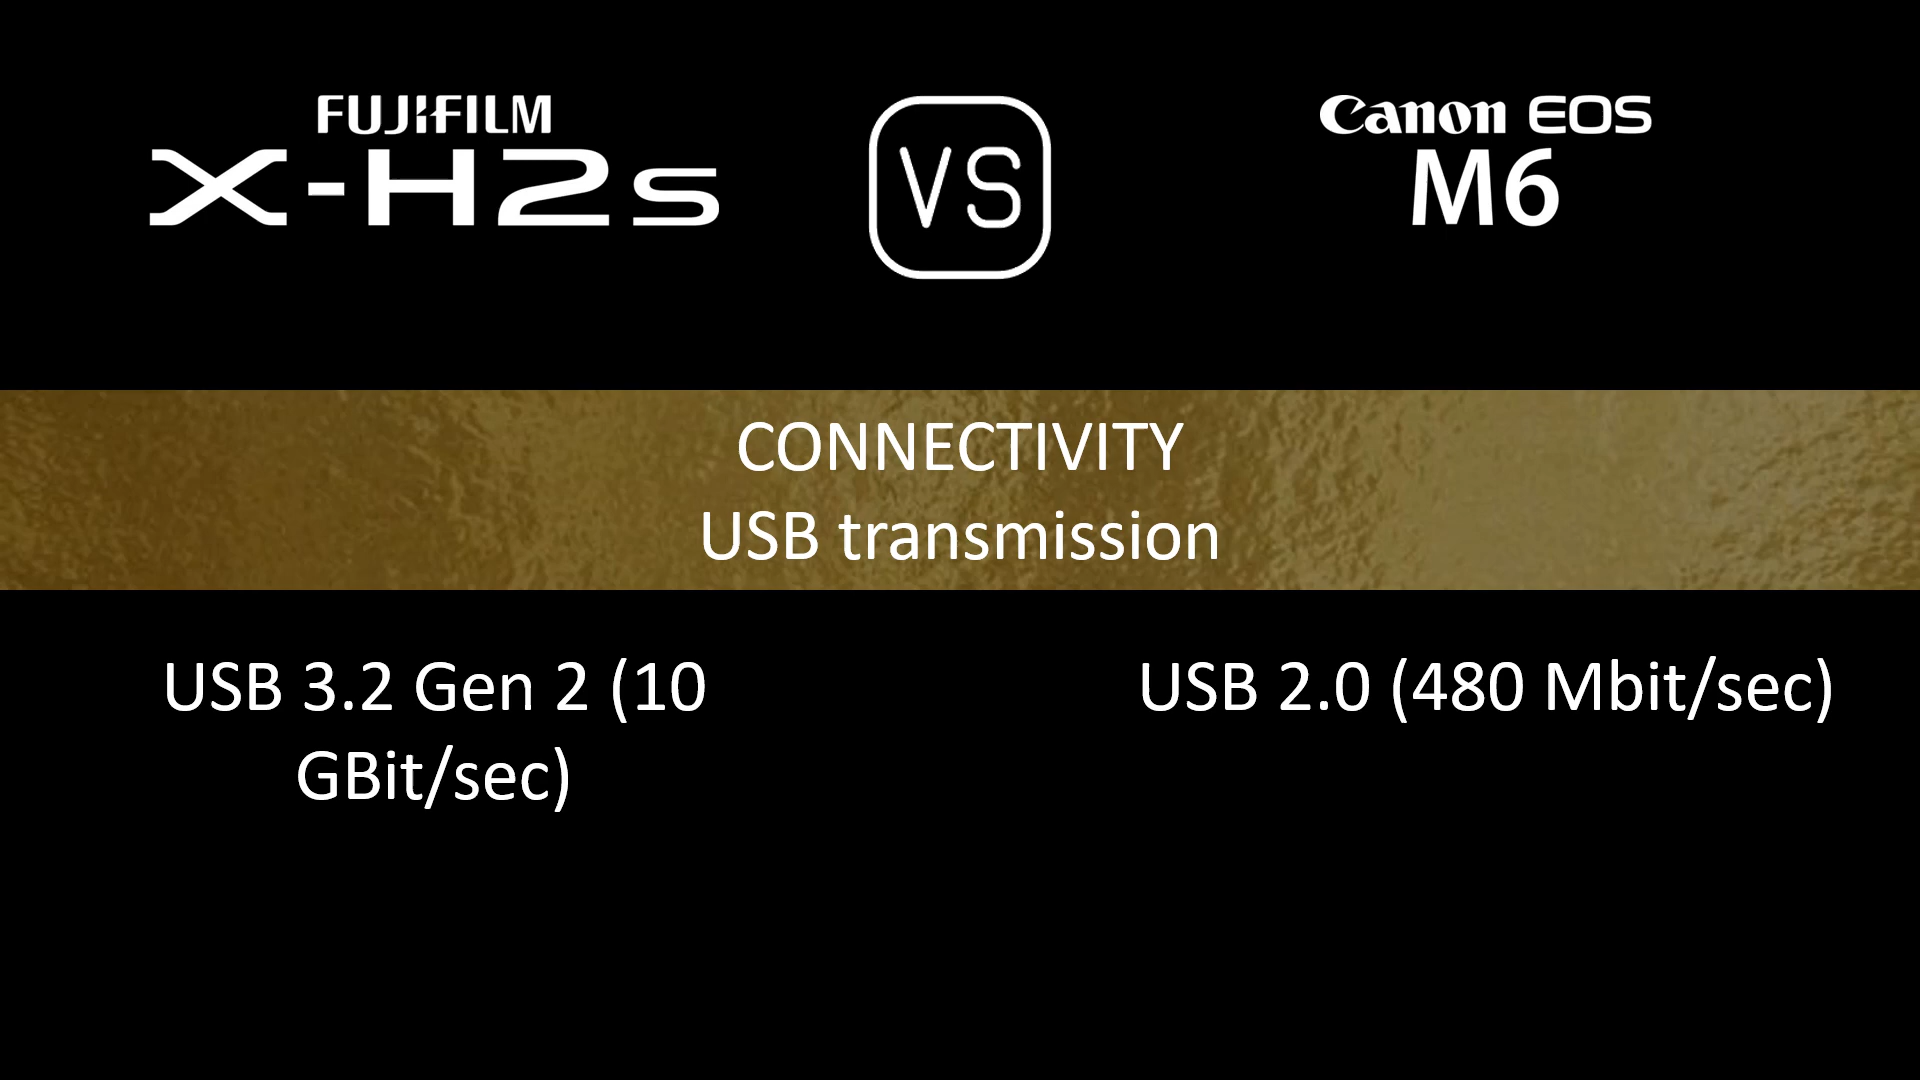 FUJIFILM
X-H2s
VS
Canon EOS
M6
CONNECTIVITY
USB transmission
USB 3.2 Gen 2 (10
GBit/sec)
USB 2.0 (480 Mbit/sec)